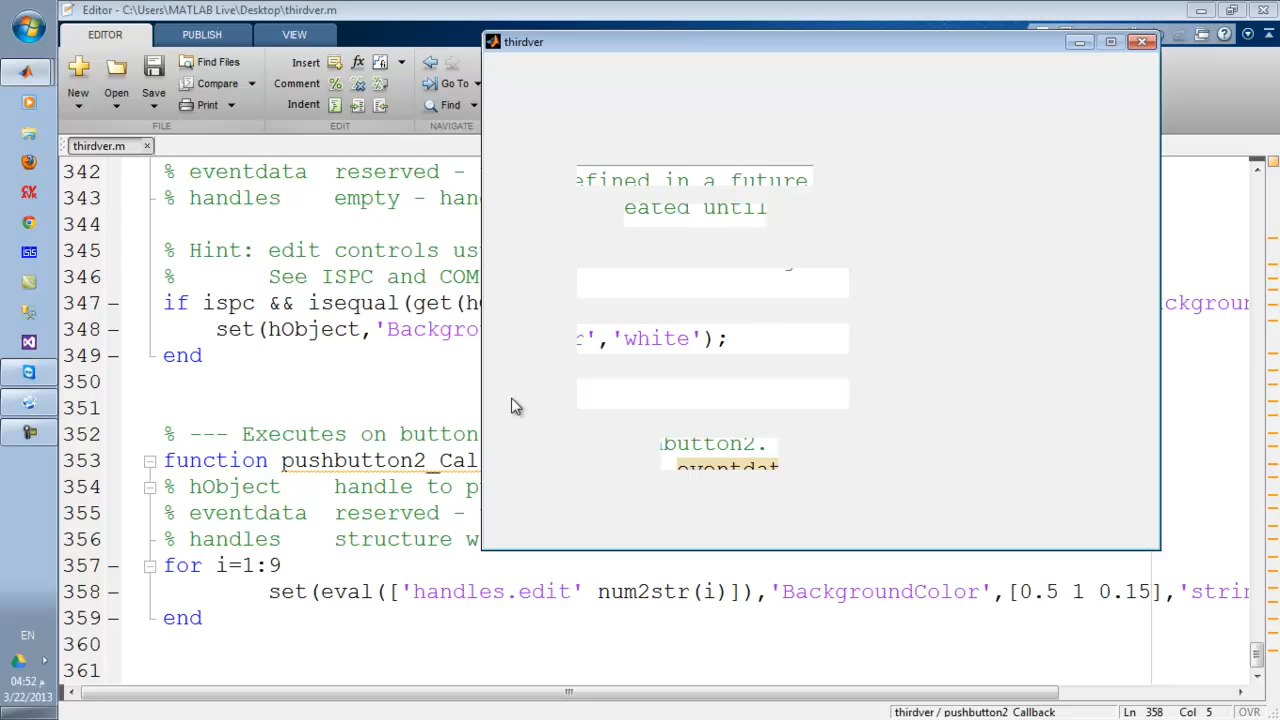 Editor - C:\Users\MATLAB Live\Desktop\thirdver.m
EDITOR
PUBLISH
VIEW
New
Open
Save
Find Files
Compare
Print
FILE
Insert
fx
Comment
Indent
EDIT
Go To
Find
NAVIGATE
thirdver.m
thirdver
efined in a future
eated until
r','white');
button2.
eventdat
342 % eventdata reserved -
343 % handles empty - han
344
345 % Hint: edit controls us
346 % See ISPC and COM
347 if ispc && isequal(get(h ckground
348 set(hObject,'Backgro
349 end
350
351
352 % --- Executes on button
353 function pushbutton2_Cal
354 % hObject handle to p
355 % eventdata reserved -
356 % handles structure w
357 for i=1:9
358 set(eval(['handles.edit' num2str(i)]),'BackgroundColor',[0.5 1 0.15],'strin
359 end
360
361
thirdver / pushbutton2_Callback
Ln 358 Col 5
OVR
CV
AVR
ISIS
EN
04:52 م
3/22/2013